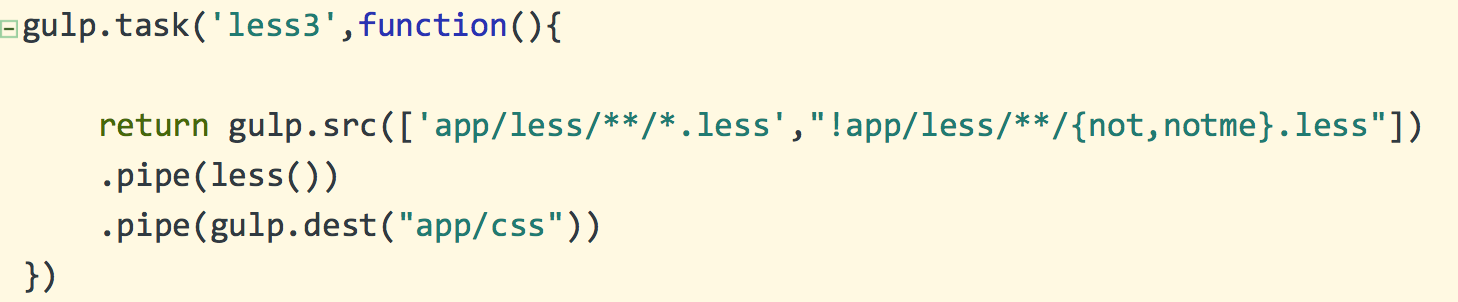 gulp.task('less3',function(){
return gulp.src(['app/less/**/*.less',"!app/less/**/{not,notme}.less"])
.pipe(less())
.pipe(gulp.dest("app/css"))
})